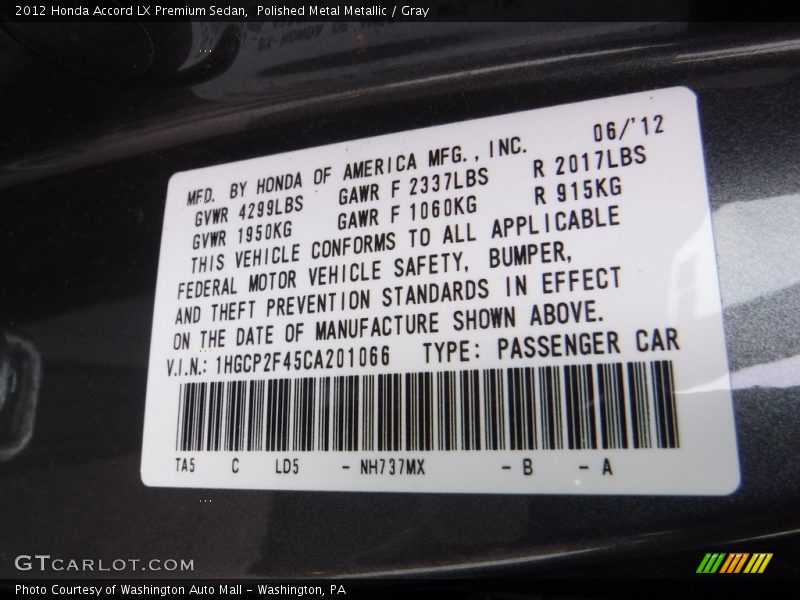 2012 Honda Accord LX Premium Sedan,  Polished Metal Metallic / Gray
MFD. BY HONDA OF AMERICA MFG., INC. 06/'12
GVWR 4299LBS GAWR F 2337LBS R 2017LBS
GVWR 1950KG GAWR F 1060KG R 915KG
THIS VEHICLE CONFORMS TO ALL APPLICABLE
FEDERAL MOTOR VEHICLE SAFETY, BUMPER,
AND THEFT PREVENTION STANDARDS IN EFFECT
ON THE DATE OF MANUFACTURE SHOWN ABOVE.
V.I.N.: 1HGCP2F45CA201066 TYPE: PASSENGER CAR
TA5 C LD5 - NH737MX - B - A
GTCARLOT.COM
Photo Courtesy of Washington Auto Mall - Washington, PA